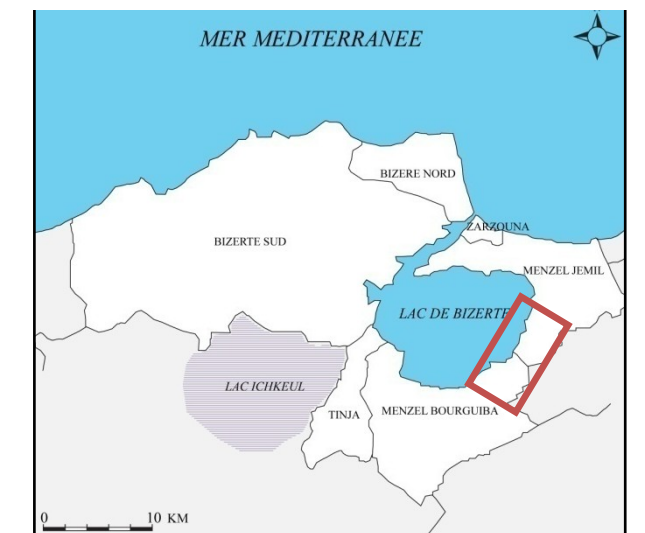 MER MEDITERRANEE
BIZERE NORD
ZARZOUNA
BIZERTE SUD
MENZEL JEMIL
LAC DE BIZERTE
LAC ICHKEUL
TINJA
MENZEL BOURGUIBA
0 10 KM